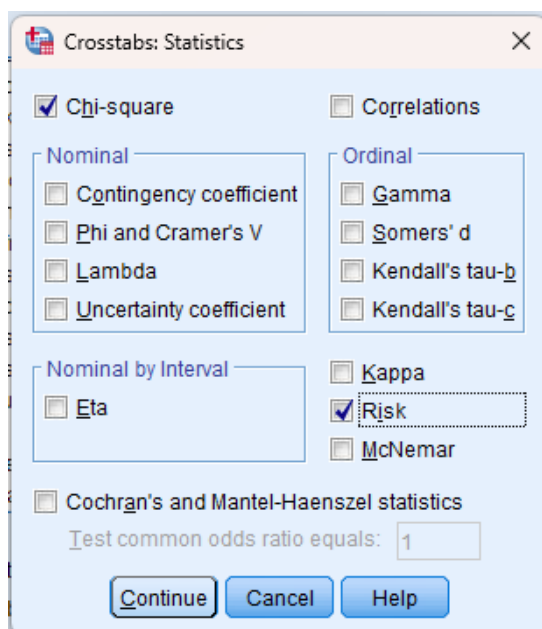 Crosstabs: Statistics
Chi-square
Correlations
Nominal
Contingency coefficient
Phi and Cramer's V
Lambda
Uncertainty coefficient
Ordinal
Gamma
Somers' d
Kendall's tau-b
Kendall's tau-c
Nominal by Interval
Eta
Kappa
Risk
McNemar
Cochran's and Mantel-Haenszel statistics
Test common odds ratio equals: 1
Continue Cancel Help